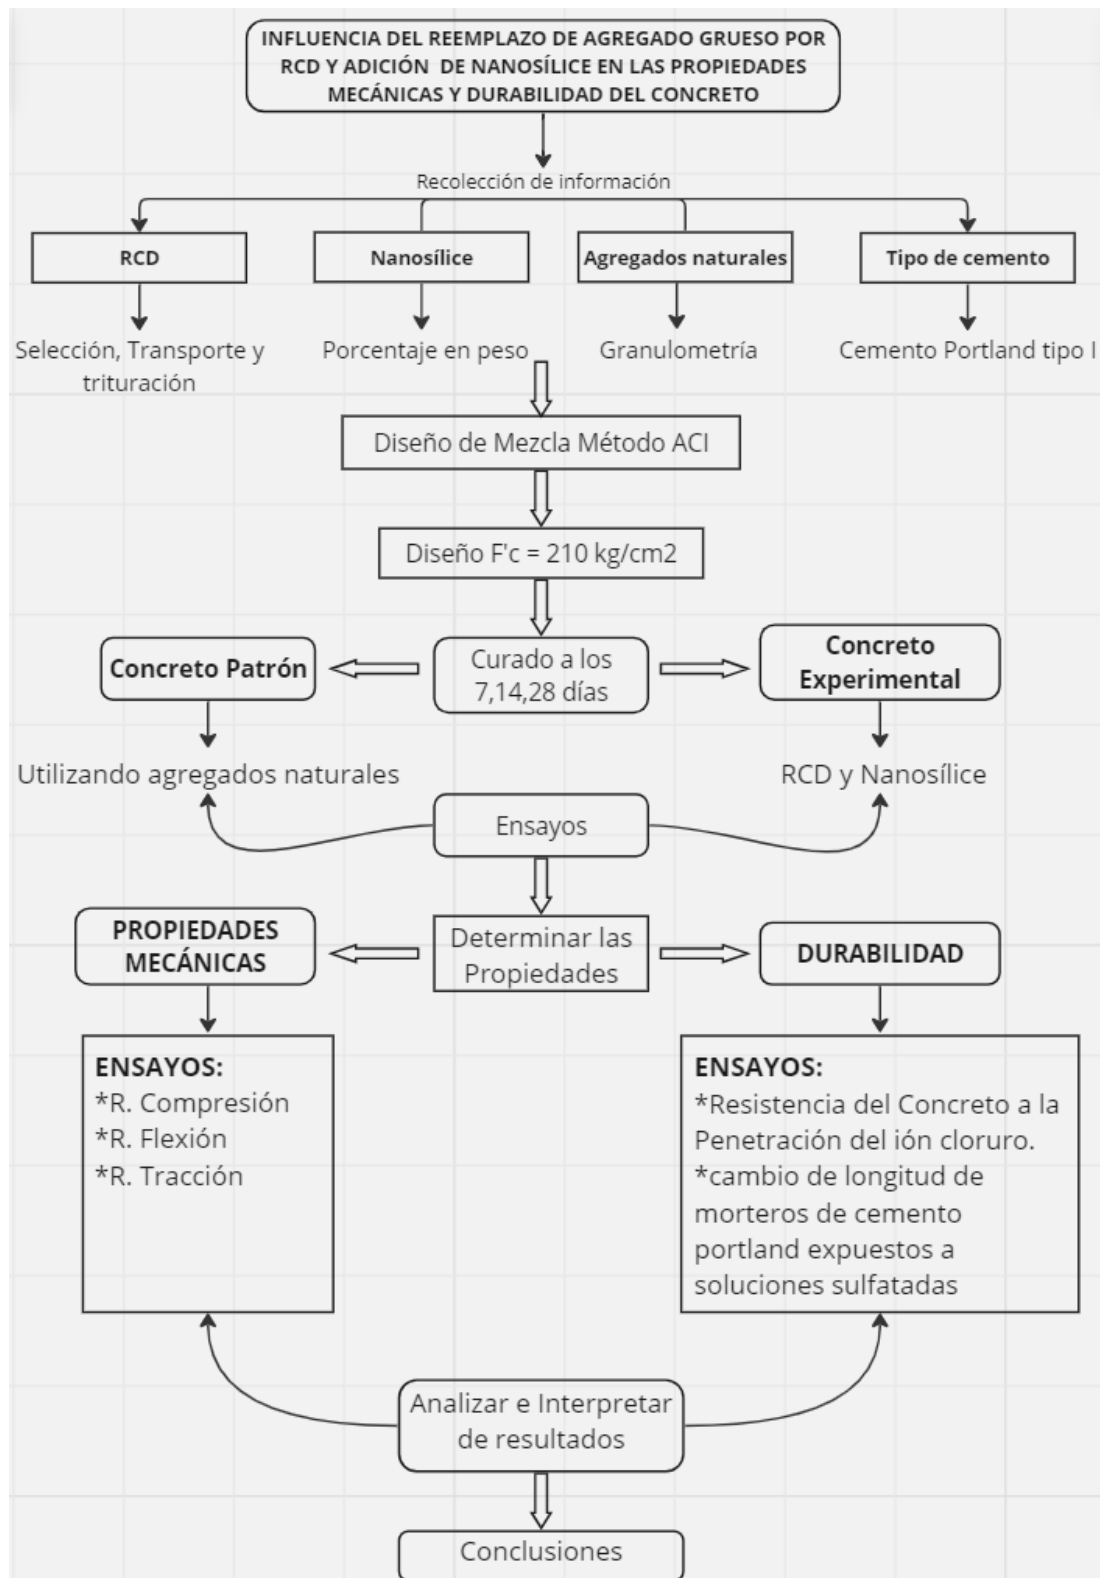 INFLUENCIA DEL REEMPLAZO DE AGREGADO GRUESO POR
RCD Y ADICIÓN DE NANOSÍLICE EN LAS PROPIEDADES
MECÁNICAS Y DURABILIDAD DEL CONCRETO
Recolección de información
RCD
Nanosílice
Agregados naturales
Tipo de cemento
Selección, Transporte y
trituración
Porcentaje en peso
Granulometría
Cemento Portland tipo I
Diseño de Mezcla Método ACI
Diseño F'c = 210 kg/cm2
Concreto Patrón
Curado a los
7,14,28 días
Concreto
Experimental
Utilizando agregados naturales
RCD y Nanosílice
Ensayos
PROPIEDADES
MECÁNICAS
Determinar las
Propiedades
DURABILIDAD
ENSAYOS:
*R. Compresión
*R. Flexión
*R. Tracción
ENSAYOS:
*Resistencia del Concreto a la
Penetración del ión cloruro.
*cambio de longitud de
morteros de cemento
portland expuestos a
soluciones sulfatadas
Analizar e Interpretar
de resultados
Conclusiones